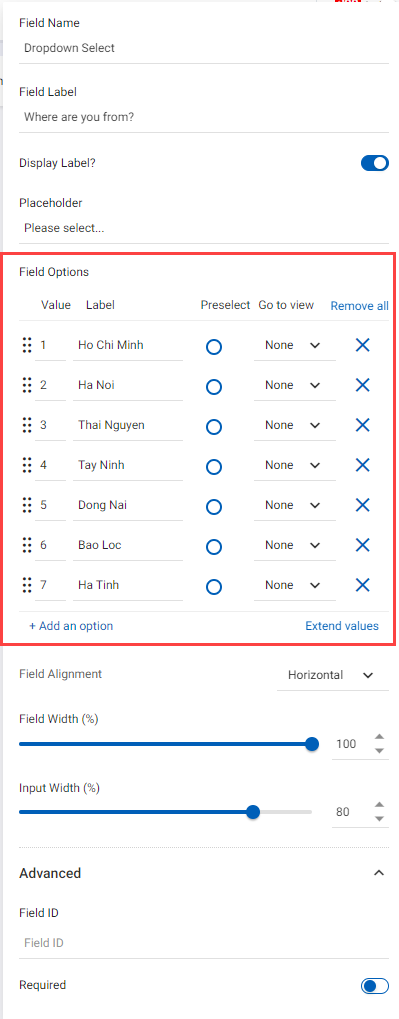 Field Name
Dropdown Select
Field Label
Where are you from?
Display Label?
Placeholder
Please select...
Field Options
Value Label Preselect Go to view Remove all
1 Ho Chi Minh None
2 Ha Noi None
3 Thai Nguyen None
4 Tay Ninh None
5 Dong Nai None
6 Bao Loc None
7 Ha Tinh None
+ Add an option Extend values
Field Alignment Horizontal
Field Width (%)
100
Input Width (%)
80
Advanced
Field ID
Field ID
Required